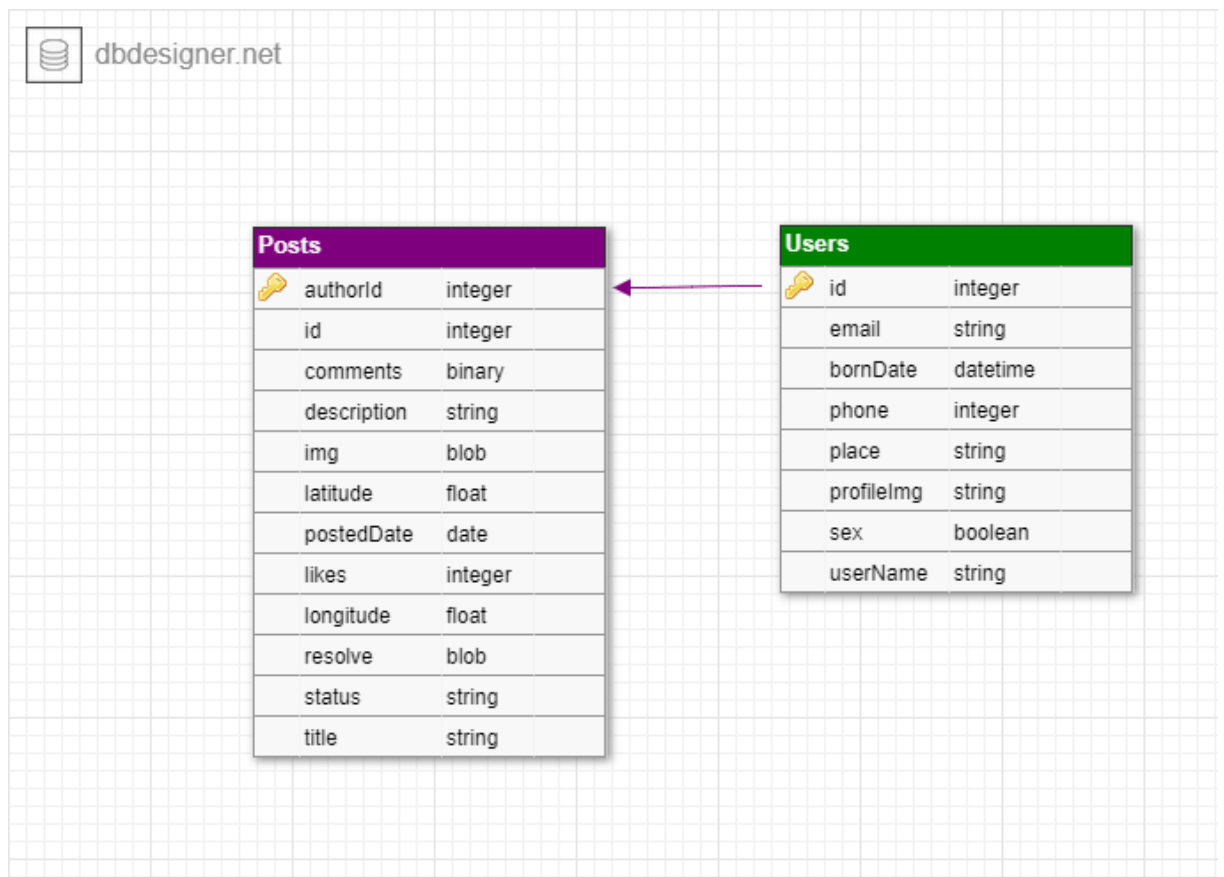 dbdesigner.net
Posts
authorId integer
id integer
comments binary
description string
img blob
latitude float
postedDate date
likes integer
longitude float
resolve blob
status string
title string
Users
id integer
email string
bornDate datetime
phone integer
place string
profileImg string
sex boolean
userName string